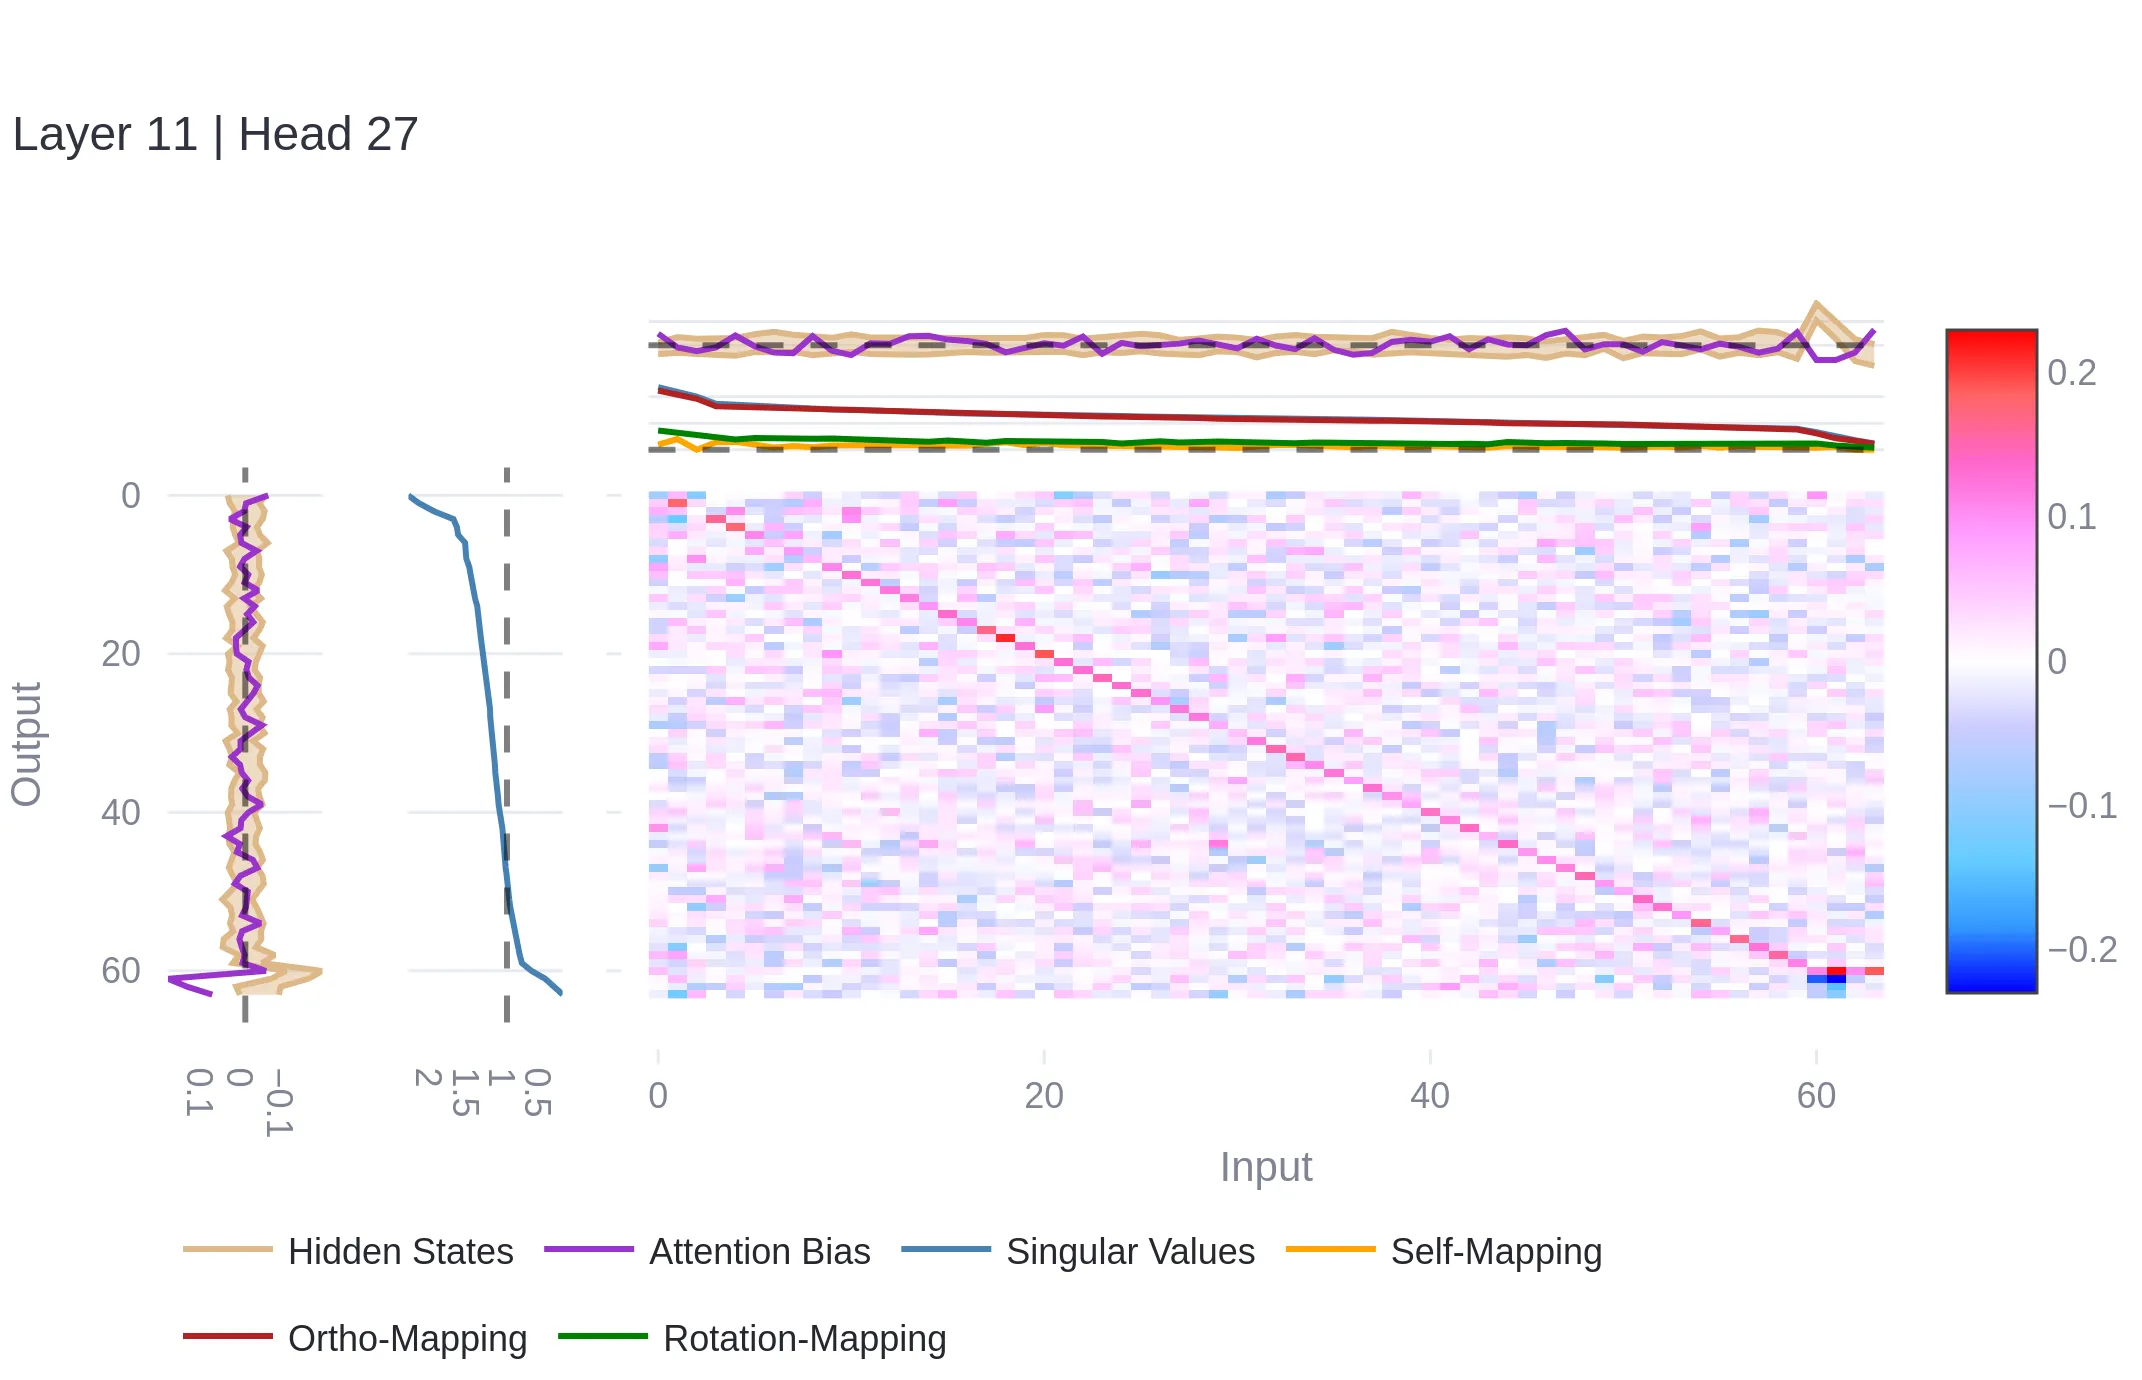 Layer 11 | Head 27
0
20
40
60
Output
0.1
0
−0.1
2
1.5
1
0.5
0
20
40
60
Input
0.2
0.1
0
−0.1
−0.2
Hidden States
Attention Bias
Singular Values
Self-Mapping
Ortho-Mapping
Rotation-Mapping